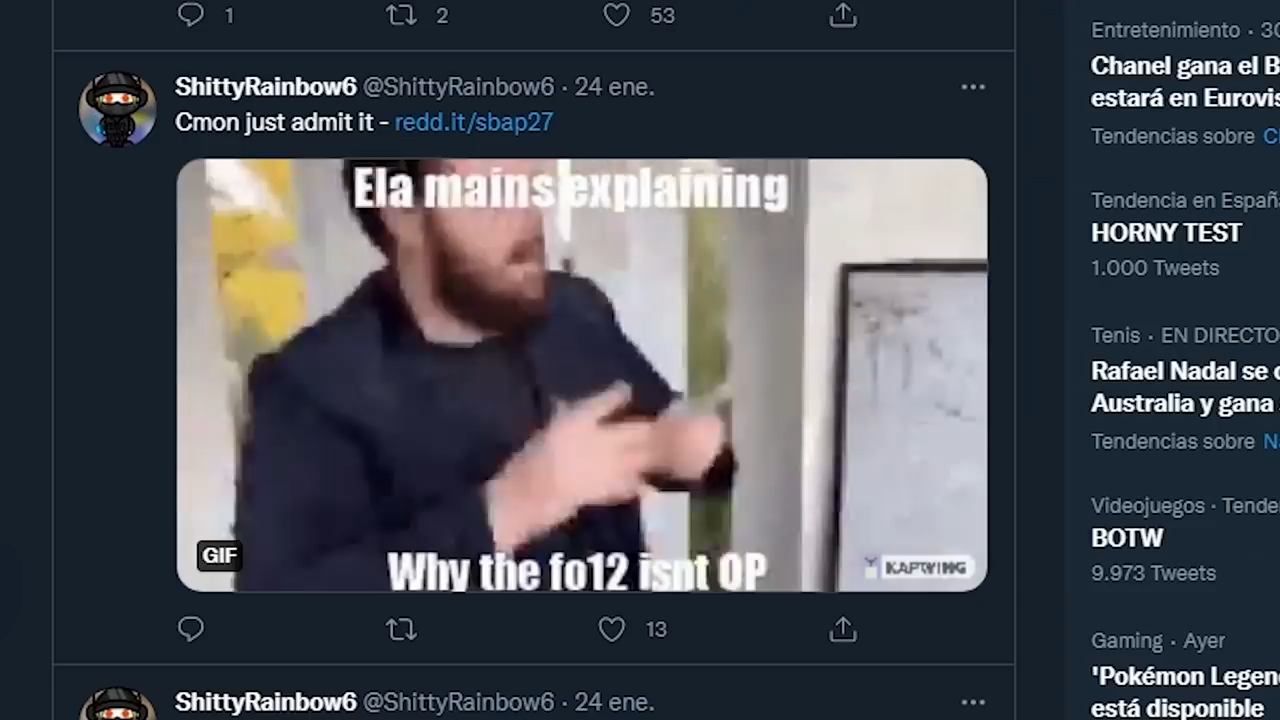 1 2 53
ShittyRainbow6 @ShittyRainbow6 · 24 ene.
Cmon just admit it - redd.it/sbap27
Ela mains explaining
Why the fo12 isnt OP
GIF
KAPWING
13
ShittyRainbow6 @ShittyRainbow6 · 24 ene.
Entretenimiento · 30
Chanel gana el B
estará en Eurovis
Tendencias sobre C
Tendencia en Españ
HORNY TEST
1.000 Tweets
Tenis · EN DIRECTO
Rafael Nadal se
Australia y gana
Tendencias sobre Na
Videojuegos · Tende
BOTW
9.973 Tweets
Gaming · Ayer
'Pokémon Legen
está disponible